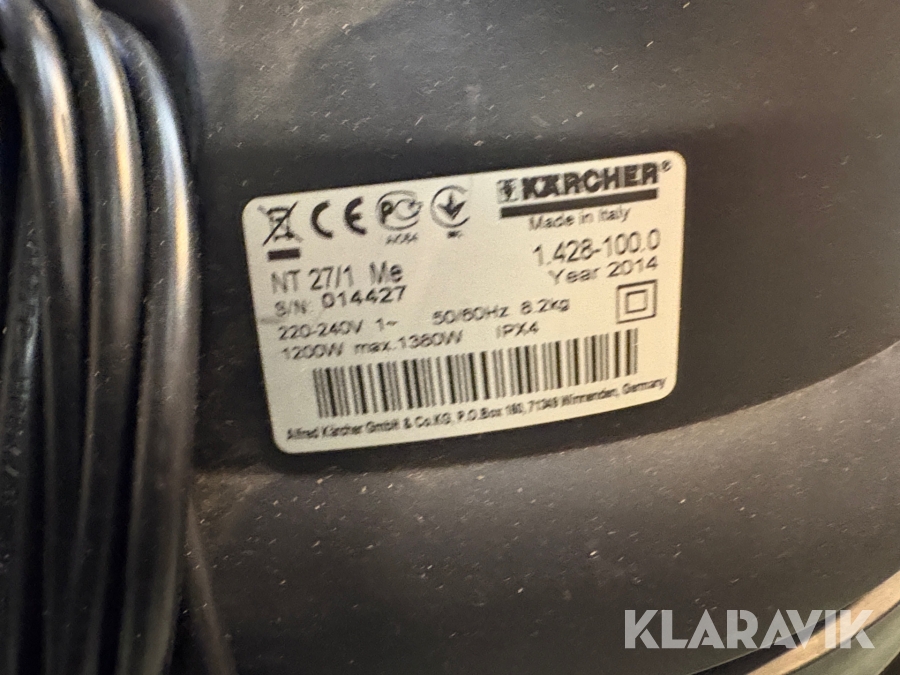 KÄRCHER®
Made in Italy
1.428-100.0
Year 2014
NT 27/1 Me
S/N: 014427
220-240V 1~ 50/60Hz 8.2kg
1200W max.1380W IPX4
Alfred Kärcher GmbH & Co.KG, P.O.Box 160, 71349 Winnenden, Germany
KLARAVIK